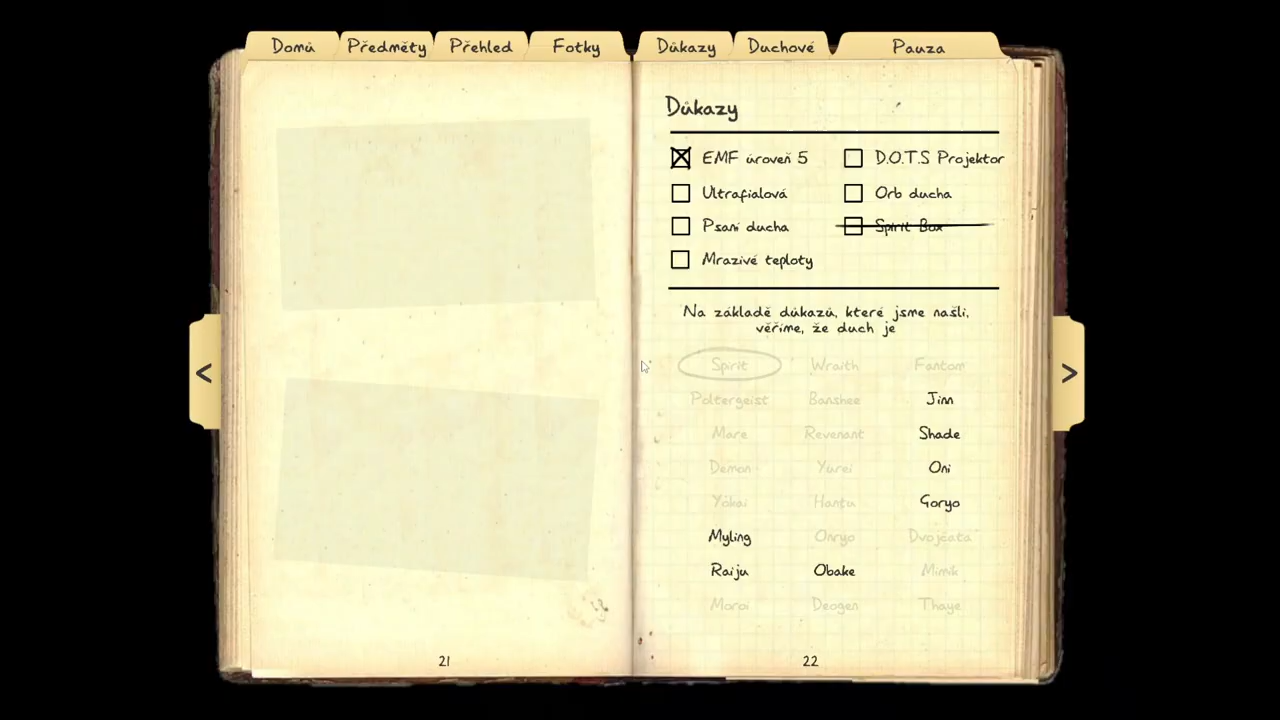 Domů Předměty Přehled Fotky Důkazy Duchové Pauza
Důkazy
EMF úroveň 5 D.O.T.S Projektor
Ultrafialová Orb ducha
Psaní ducha Spirit Box
Mrazivé teploty
Na základě důkazů, které jsme našli,
věříme, že duch je
Spirit Wraith Fantom
Poltergeist Banshee Jinn
Mare Revenant Shade
Demon Yurei Oni
Yokai Hantu Goryo
Myling Onryo Dvojčata
Raiju Obake Mimik
Moroi Deogen Thaye
< >
21 22